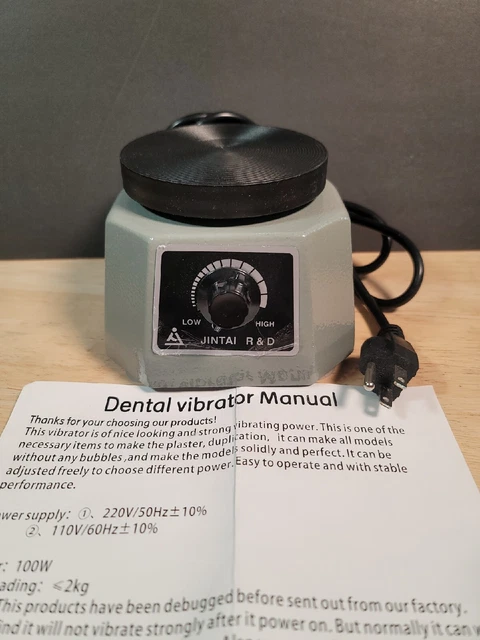 LOW HIGH
JINTAI R & D
Dental vibrator Manual
Thanks for your choosing our products!
This vibrator is of nice looking and strong vibrating power. This is one of the
necessary items to make the plaster, duplication, it can make all models
without any bubbles ,and make the models solidly and perfect. It can be
adjusted freely to choose different power. Easy to operate and with stable
performance.
wer supply: ①、220V/50Hz±10%
②、110V/60Hz±10%
r: 100W
ading: ≤2kg
This products have been debugged before sent out from our factory.
find it will not vibrate strongly after it power on. But normally it can w